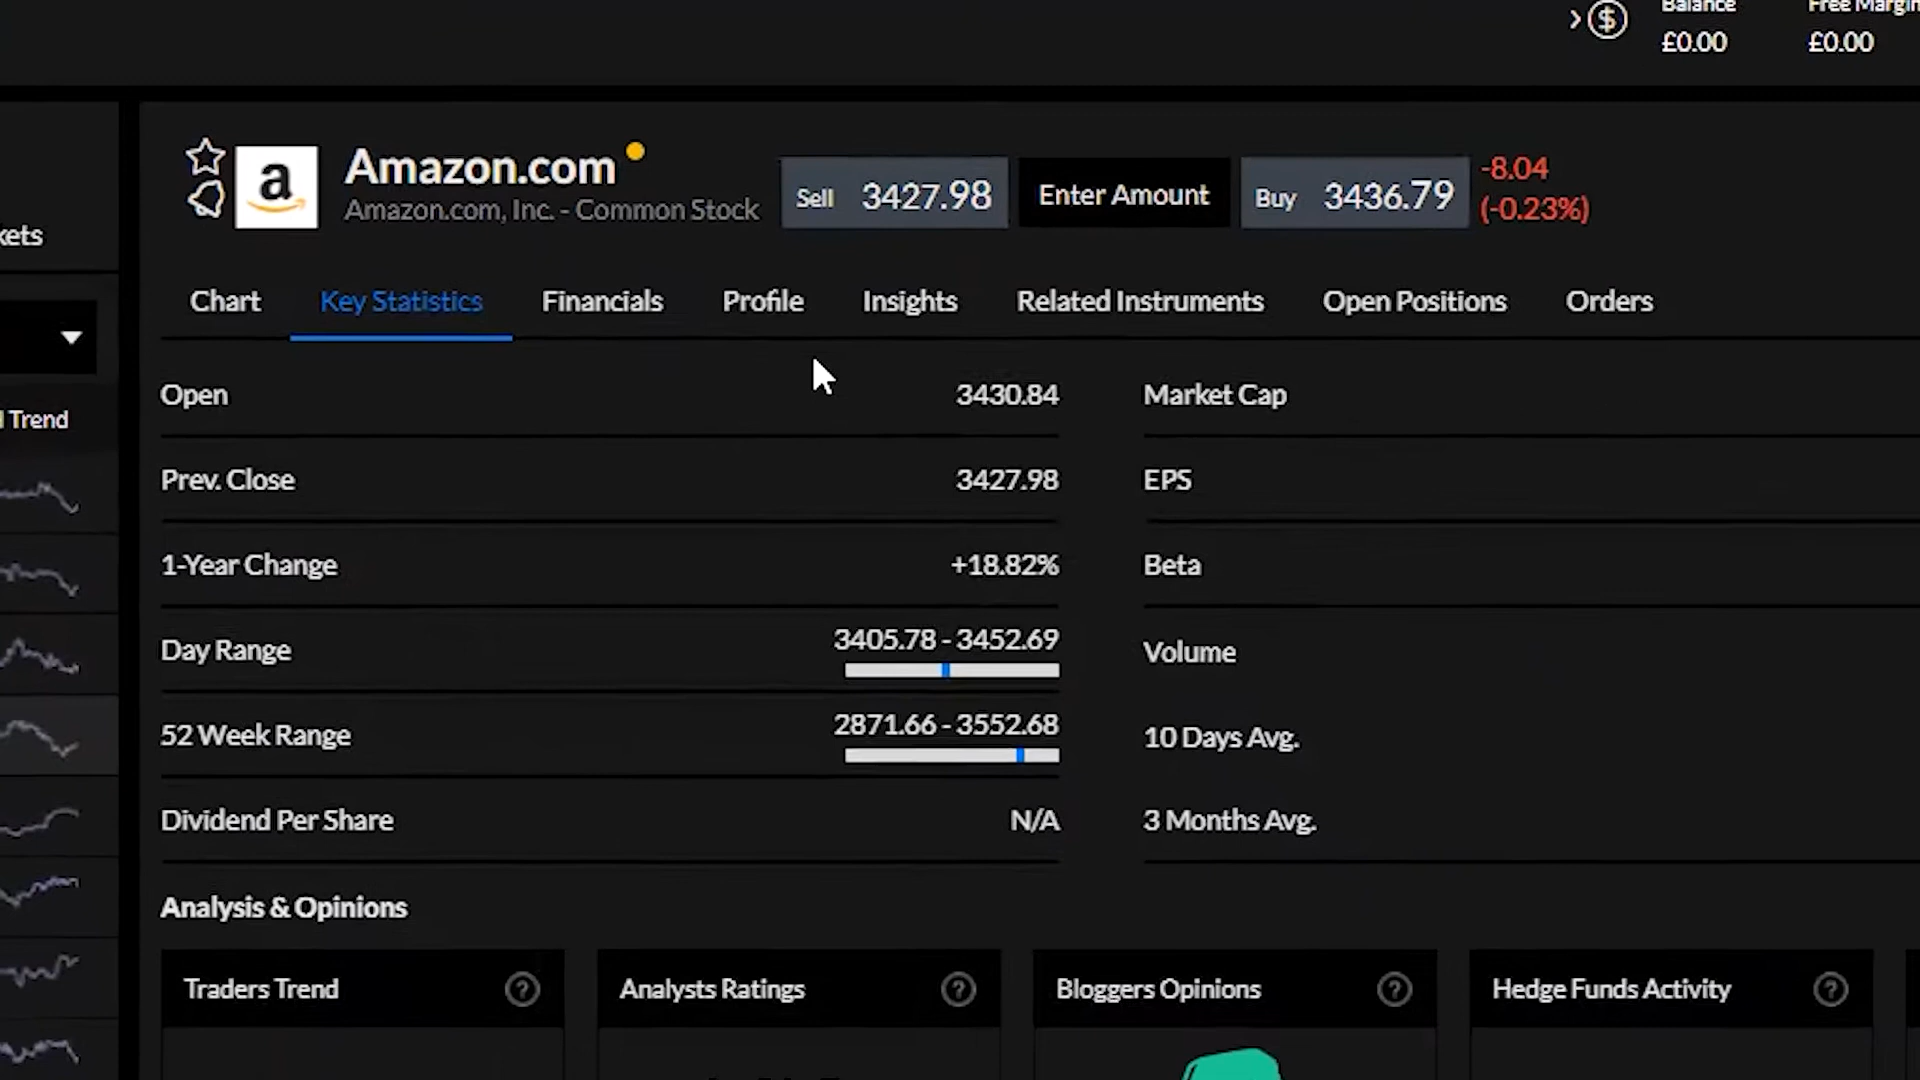 Balance
Free Margin
£0.00
£0.00
Amazon.com
Amazon.com, Inc. - Common Stock
Sell 3427.98
Enter Amount
Buy 3436.79
-8.04
(-0.23%)
kets
Chart
Key Statistics
Financials
Profile
Insights
Related Instruments
Open Positions
Orders
Trend
Open 3430.84
Market Cap
Prev. Close 3427.98
EPS
1-Year Change +18.82%
Beta
Day Range 3405.78 - 3452.69
Volume
52 Week Range 2871.66 - 3552.68
10 Days Avg.
Dividend Per Share N/A
3 Months Avg.
Analysis & Opinions
Traders Trend ?
Analysts Ratings ?
Bloggers Opinions ?
Hedge Funds Activity ?